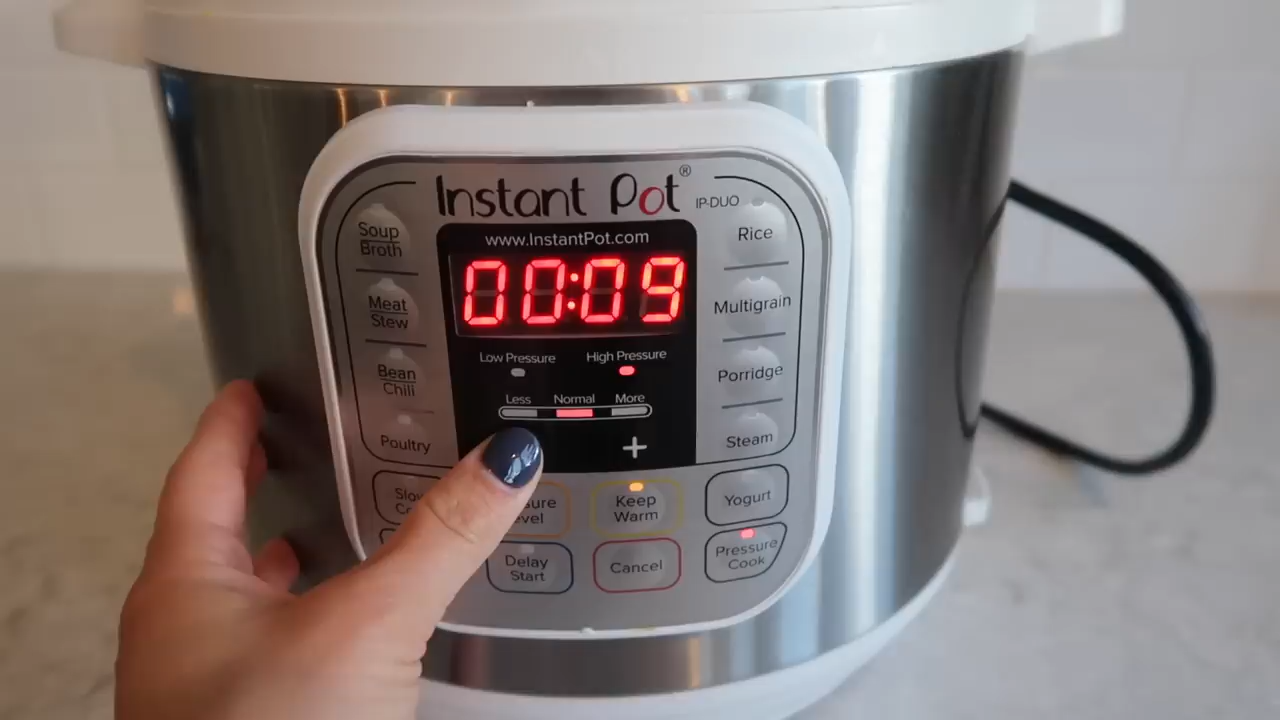 Instant Pot®
IP-DUO
www.InstantPot.com
00:09
Low Pressure
High Pressure
Less
Normal
More
+
Soup
Broth
Meat
Stew
Bean
Chili
Poultry
Rice
Multigrain
Porridge
Steam
Keep
Warm
Yogurt
Delay
Start
Cancel
Pressure
Cook